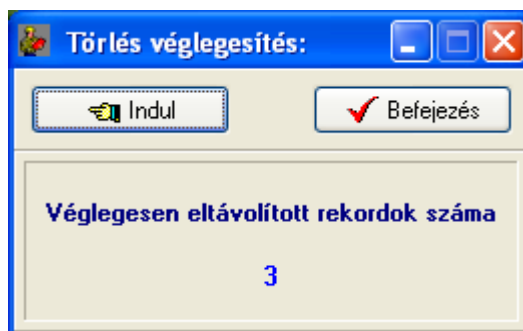 Törlés véglegesítés:
Indul
Befejezés
Véglegesen eltávolított rekordok száma
3